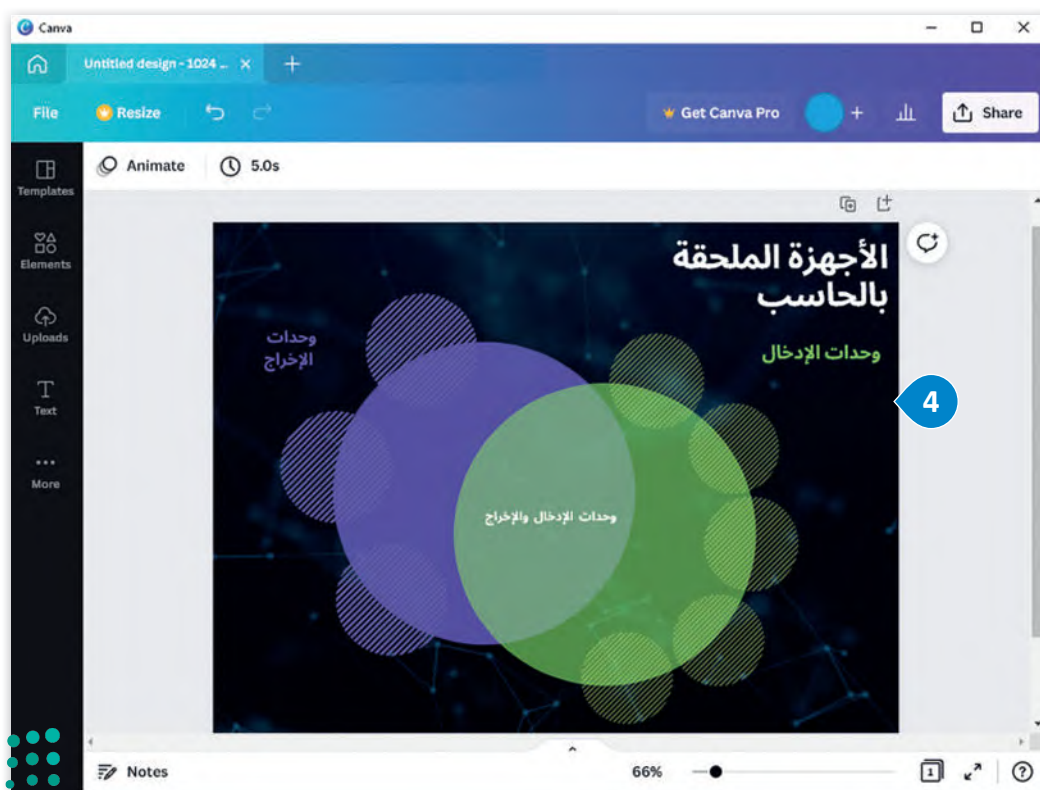 Canva
Untitled design - 1024 ...
File
Resize
Get Canva Pro
Share
Animate
5.0s
Templates
Elements
Uploads
Text
More
الأجهزة الملحقة
بالحاسب
وحدات الإدخال
وحدات
الإخراج
وحدات الإدخال والإخراج
4
Notes
66%
1